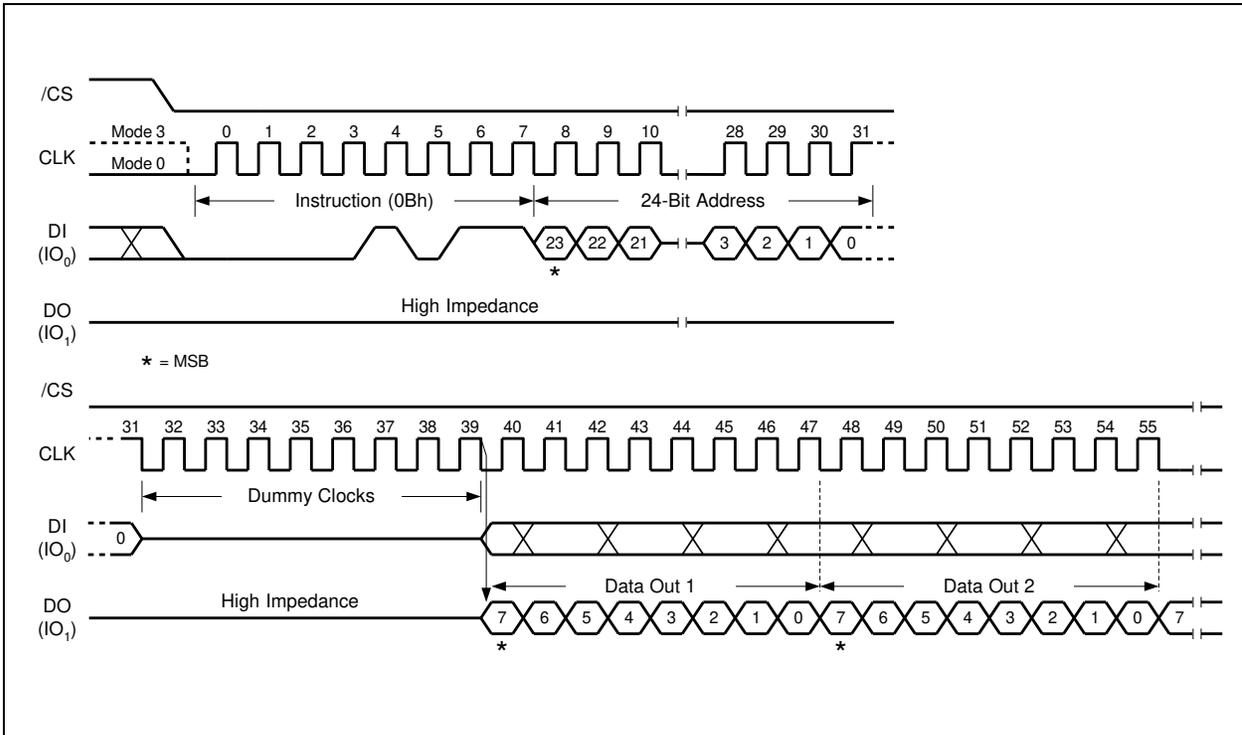 /CS
Mode 3
0 1 2 3 4 5 6 7 8 9 10 28 29 30 31
CLK
Mode 0
Instruction (0Bh)
24-Bit Address
DI
(IO0)
23 22 21 3 2 1 0
*
High Impedance
DO
(IO1)
* = MSB
/CS
31 32 33 34 35 36 37 38 39 40 41 42 43 44 45 46 47 48 49 50 51 52 53 54 55
CLK
Dummy Clocks
DI
(IO0)
0
Data Out 1
Data Out 2
High Impedance
DO
(IO1)
7 6 5 4 3 2 1 0 7 6 5 4 3 2 1 0 7
* *